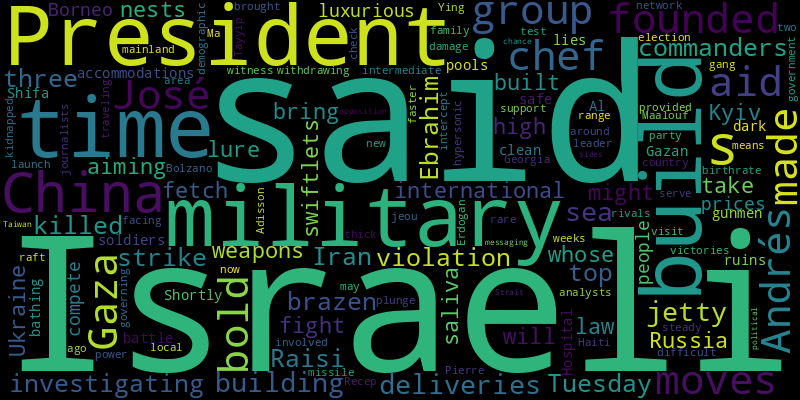 Borneo nests luxurious Ying group founded network
President brought two
demographic Ma Tayyip check family test lies election
mainland damage chance commanders government
accommodations witness withdrawing intermediate pools chef gang
three area built aid
Shifa José said faster safe Al provided
kidnapped time journalists traveling bring opposition Ebrahim support range Maalouf Kyiv
intercept hypersonic high around party dark made
launch aiming lure new clean leader Gazan s means
Bolzano swiftlets Georgia sides country birthrate
China fetch international might build take
military Adisson jeou rare sea rivals serve prices
Taiwan killed facing thick Erdogan messaging people visit gunmen Andrés
soldiers strike weapons Iran violation whose victories
raft now weeks top analysts ruins
Ukraine bathing compete Gaza governing Shortly Israeli may plunge Strait jetty
brazen saliva law steady political
battle bold fight will Hospital Russia
ago power local involved Haiti difficult
Raisi missile Pierres
investigating building Recep deliveries Tuesday moves